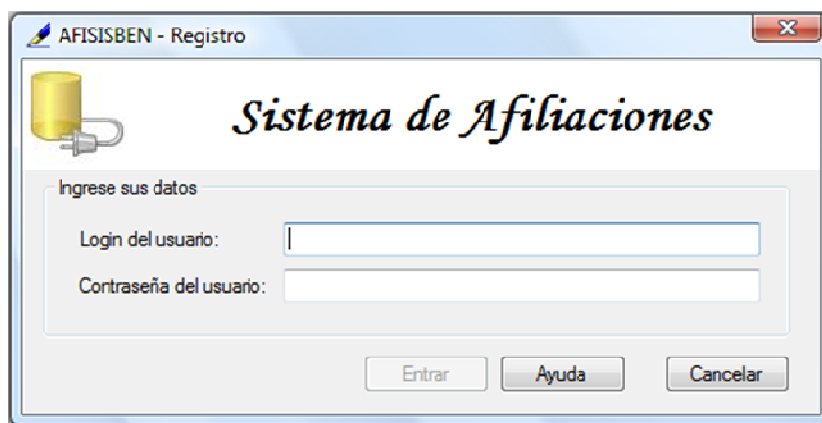 AFISISBEN - Registro
Sistema de Afiliaciones
Ingrese sus datos
Login del usuario:
Contraseña del usuario:
Entrar Ayuda Cancelar